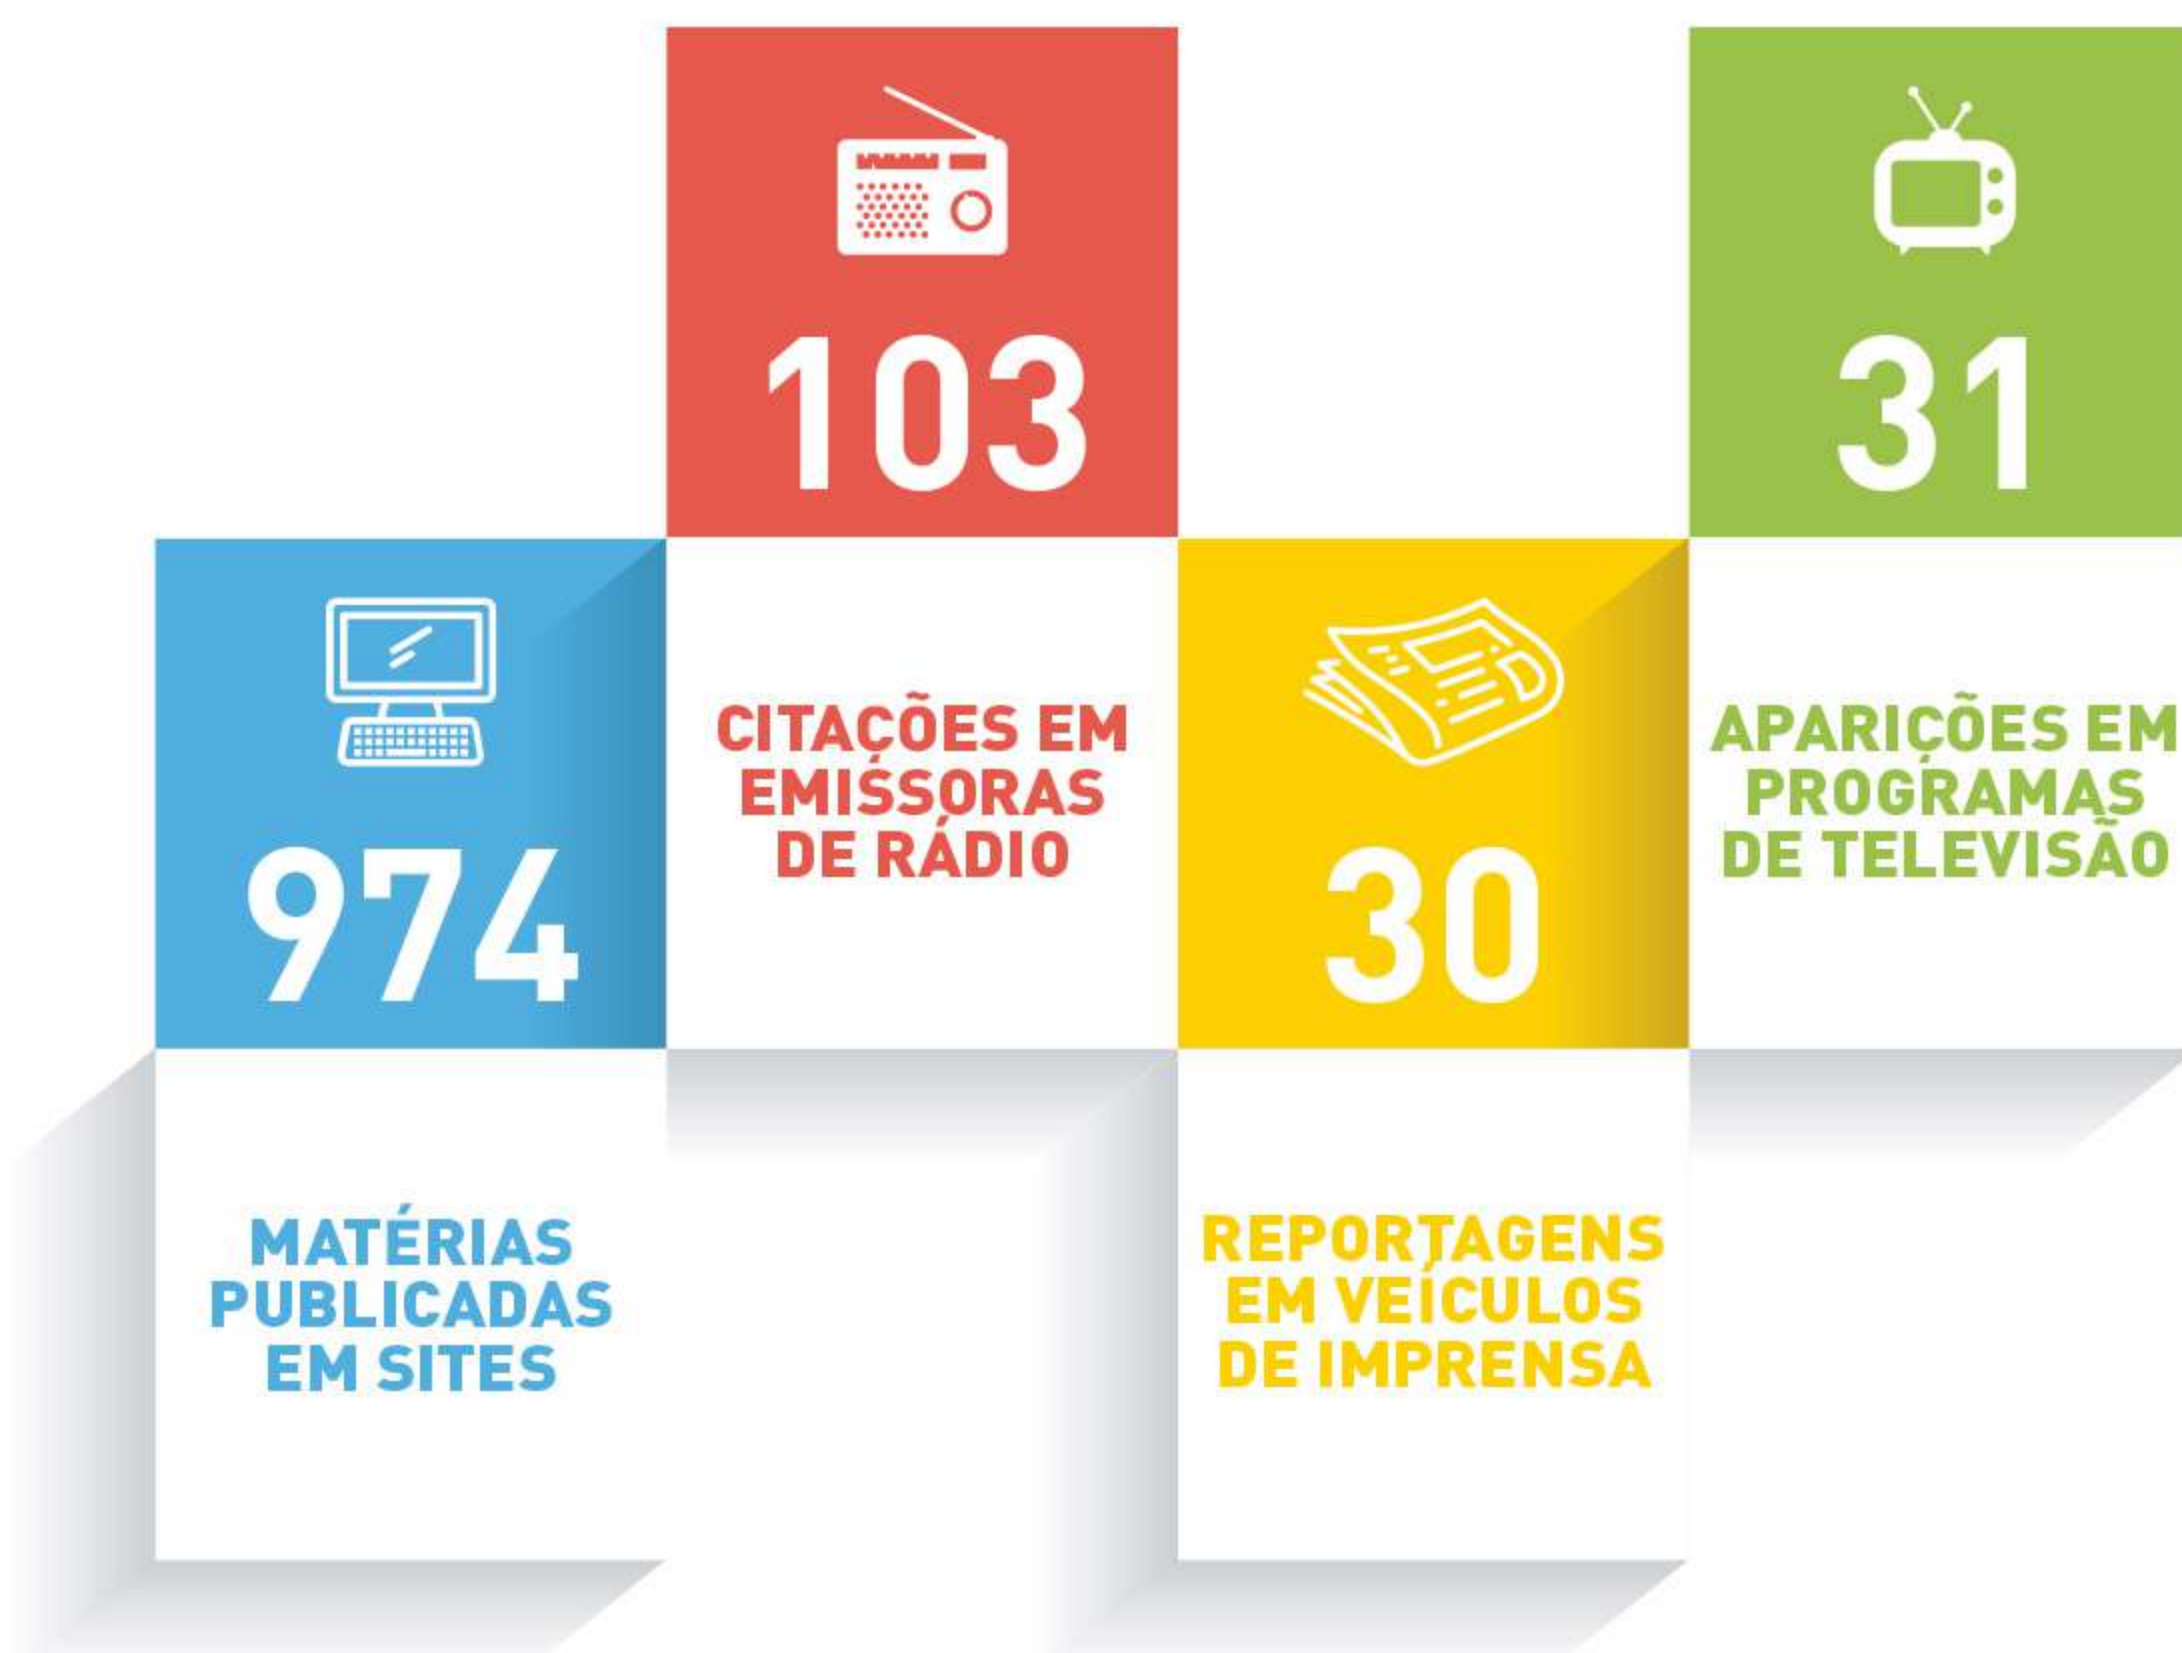 974
MATÉRIAS
PUBLICADAS
EM SITES
103
CITAÇÕES EM
EMISSORAS
DE RÁDIO
30
REPORTAGENS
EM VEÍCULOS
DE IMPRENSA
31
APARIÇÕES EM
PROGRAMAS
DE TELEVISÃO